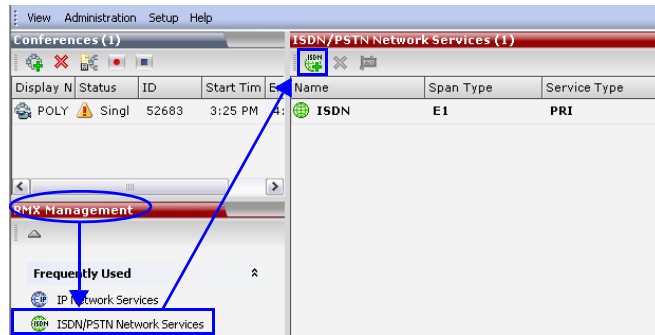 View Administration Setup Help
Conferences (1)
ISDN/PSTN Network Services (1)
ISDN
Display N Status ID Start Tim E
Name Span Type Service Type
POLY Singl 52683 3:25 PM 4:
ISDN E1 PRI
RMX Management
Frequently Used
IP Network Services
ISDN ISDN/PSTN Network Services